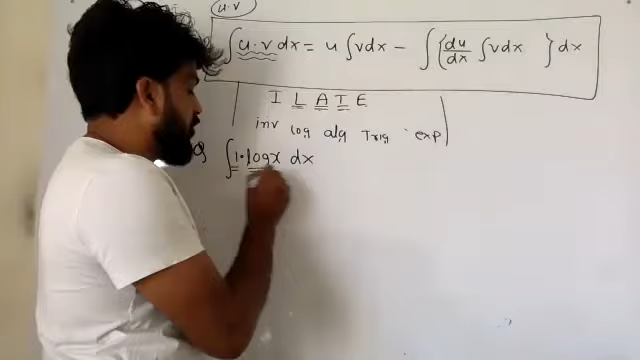 u.v
∫ u·v dx = u ∫vdx − ∫ { du/dx ∫vdx } dx
I L A T E
inv log alg Trig exp
Q ∫ 1·logx dx